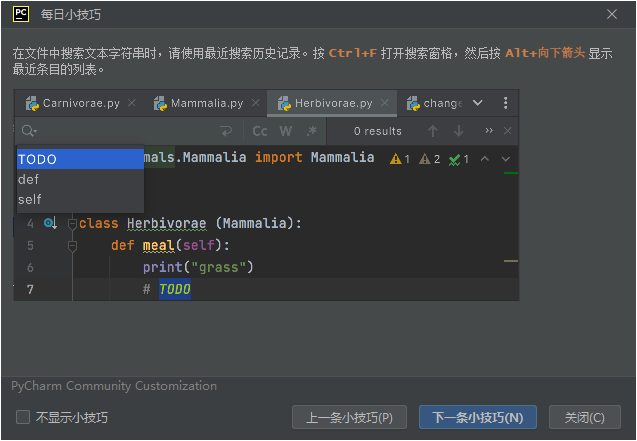 PC 每日小技巧
在文件中搜索文本字符串时，请使用最近搜索历史记录。按 Ctrl+F 打开搜索窗格，然后按 Alt+向下箭头 显示
最近条目的列表。
Carnivorae.py Mammalia.py Herbivorae.py change
Cc W .* 0 results
TODO
def
self
mals.Mammalia import Mammalia 1 2 1
4 class Herbivorae (Mammalia):
5 def meal(self):
6 print("grass")
7 # TODO
PyCharm Community Customization
不显示小技巧 上一条小技巧(P) 下一条小技巧(N) 关闭(C)